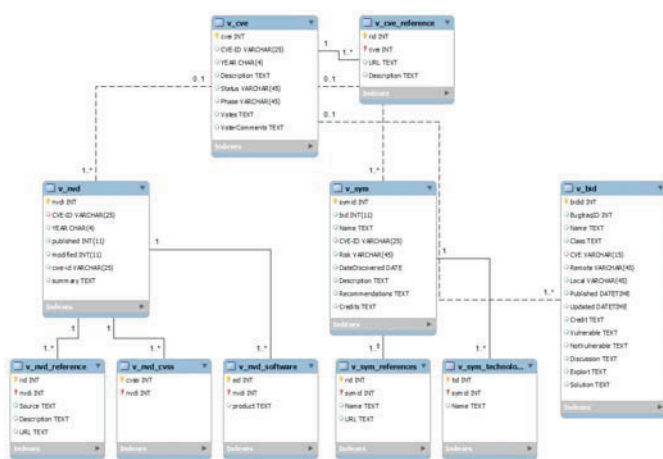 v_cve
cvei INT
CVE-ID VARCHAR(25)
YEAR CHAR(4)
Description TEXT
Status VARCHAR(45)
Phase VARCHAR(45)
Votes TEXT
VoterComments TEXT
Indexes
v_cve_reference
rid INT
cvei INT
URL TEXT
Description TEXT
Indexes
1
1..*
0..1
0..1
0..1
1..*
1..*
1..*
v_nvd
nvdi INT
CVE-ID VARCHAR(25)
YEAR CHAR(4)
published INT(11)
modified INT(11)
cwe-id VARCHAR(25)
summary TEXT
Indexes
v_sym
symid INT
bid INT(11)
Name TEXT
CVE-ID VARCHAR(25)
Risk VARCHAR(45)
DateDiscovered DATE
Description TEXT
Recommendations TEXT
Credits TEXT
Indexes
v_bid
bidid INT
BugtraqID INT
Name TEXT
Class TEXT
CVE VARCHAR(15)
Remote VARCHAR(45)
Local VARCHAR(45)
Published DATETIME
Updated DATETIME
Credit TEXT
Vulnerable TEXT
NotVulnerable TEXT
Discussion TEXT
Exploit TEXT
Solution TEXT
Indexes
1
1
1
1
1..*
1..*
1..*
1..*
v_nvd_reference
rid INT
nvdi INT
Source TEXT
Description TEXT
URL TEXT
Indexes
v_nvd_cvss
cvssi INT
nvdi INT
Indexes
v_nvd_software
sid INT
nvdi INT
product TEXT
Indexes
v_sym_references
rid INT
symid INT
Name TEXT
URL TEXT
Indexes
v_sym_technolo...
tid INT
symid INT
Name TEXT
Indexes